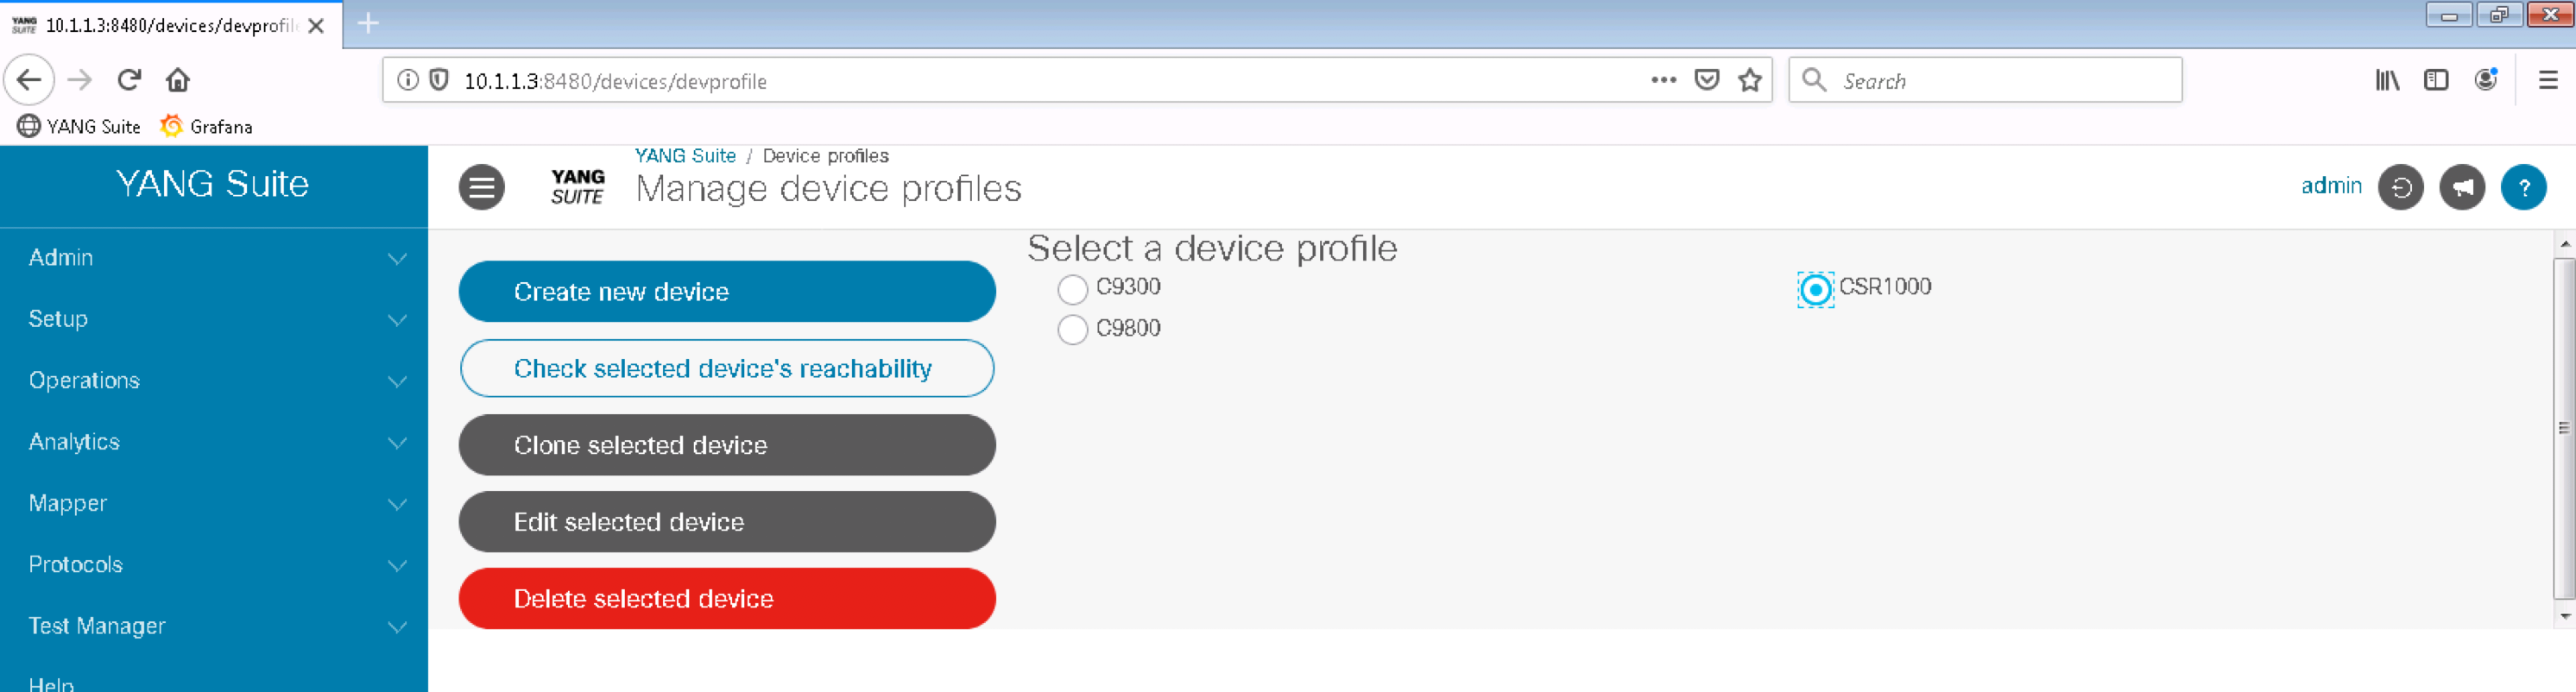 YANG SUITE 10.1.1.3:8480/devices/devprofil
10.1.1.3:8480/devices/devprofile
Search
YANG Suite
Grafana
YANG Suite
YANG SUITE
YANG Suite / Device profiles
Manage device profiles
admin
?
Admin
Setup
Operations
Analytics
Mapper
Protocols
Test Manager
Help
Create new device
Check selected device's reachability
Clone selected device
Edit selected device
Delete selected device
Select a device profile
C9300
CSR1000
C9800